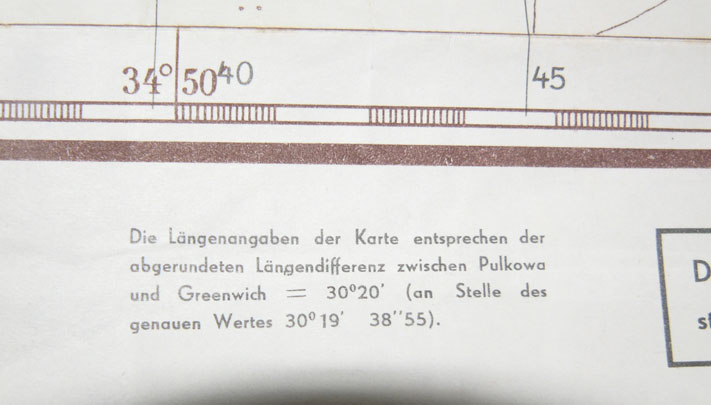 34° 50 40 45
Die Längenangaben der Karte entsprechen der
abgerundeten Längendifferenz zwischen Pulkowa
und Greenwich = 30°20' (an Stelle des
genauen Wertes 30° 19' 38"55).
D
st